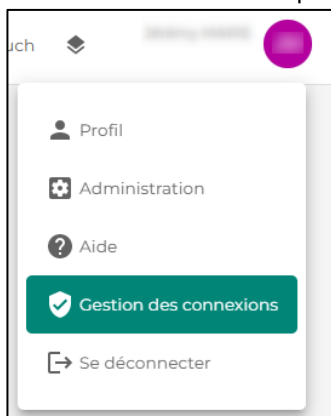 uch
Profil
Administration
Aide
Gestion des connexions
Se déconnecter